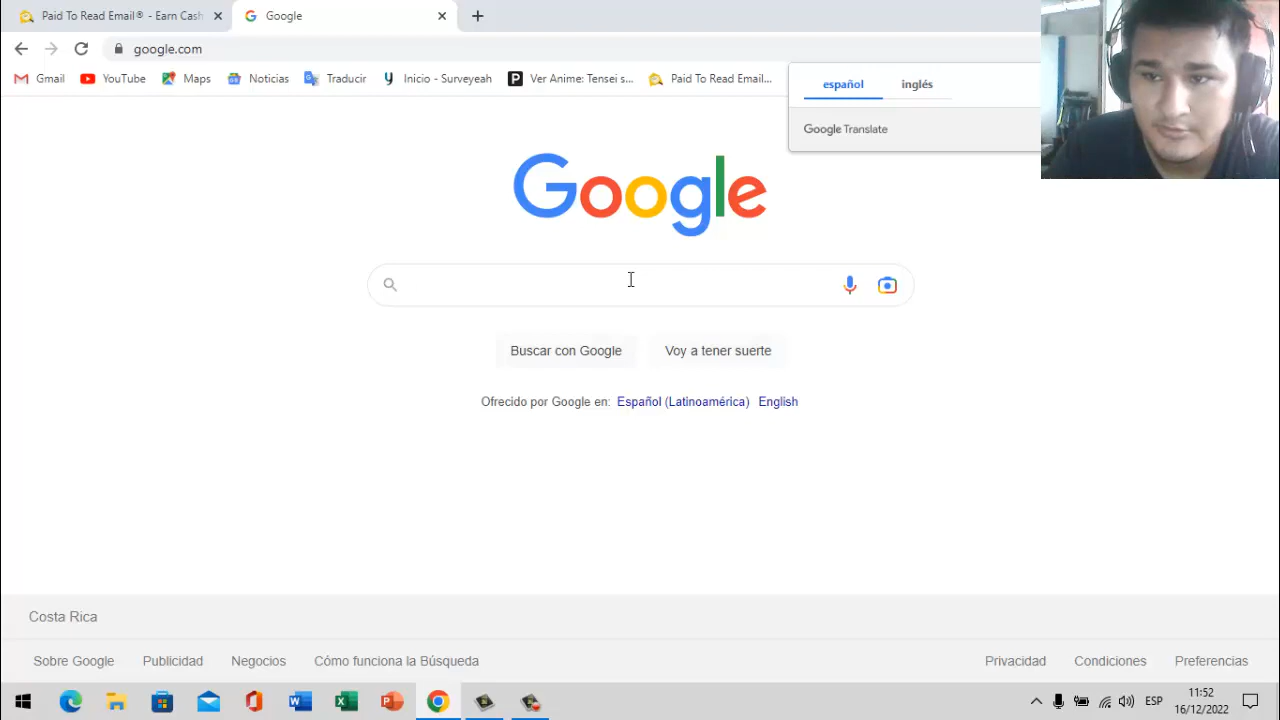 Paid To Read Email® - Earn Cash
Google
google.com
Gmail
YouTube
Maps
Noticias
Traducir
Inicio - Surveyeah
Ver Anime: Tensei s...
Paid To Read Email...
español
inglés
Google Translate
Google
Buscar con Google
Voy a tener suerte
Ofrecido por Google en: Español (Latinoamérica) English
Costa Rica
Sobre Google
Publicidad
Negocios
Cómo funciona la Búsqueda
Privacidad
Condiciones
Preferencias
ESP
11:52
16/12/2022